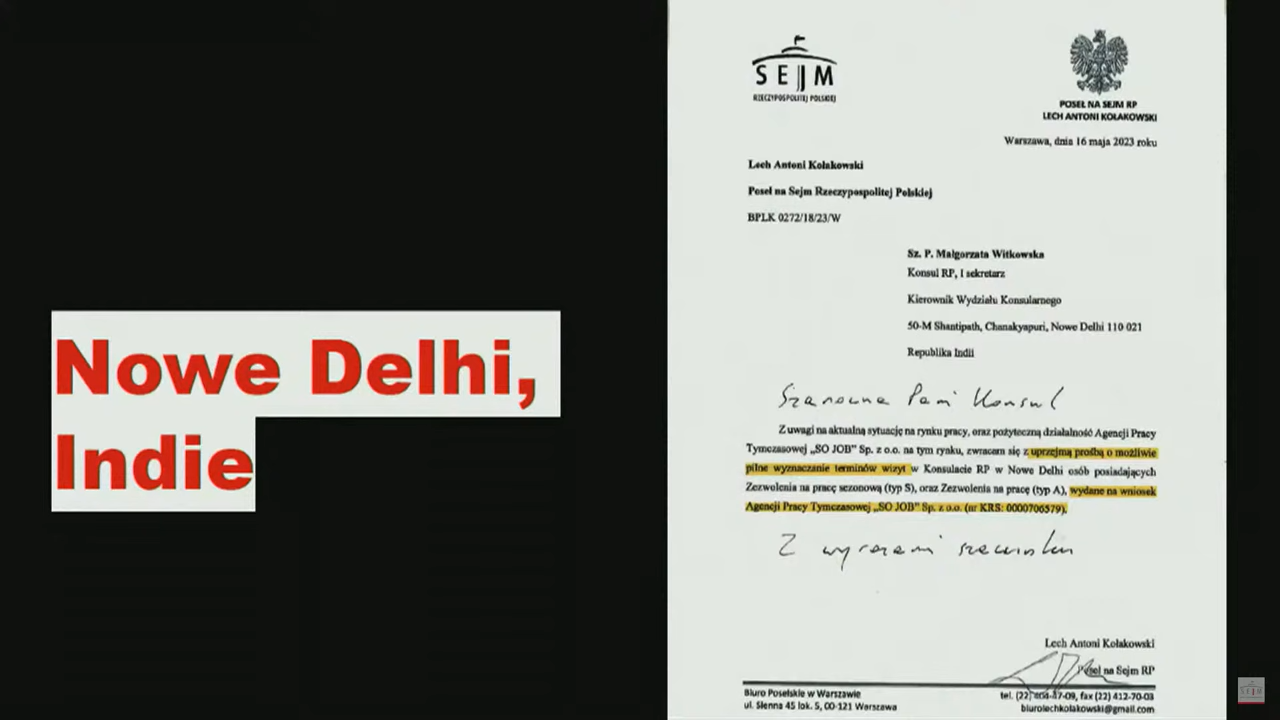 Nowe Delhi,
Indie
SEJM
RZECZYPOSPOLITEJ POLSKIEJ
POSEŁ NA SEJM RP
LECH ANTONI KOŁAKOWSKI
Warszawa, dnia 16 maja 2023 roku
Lech Antoni Kołakowski
Poseł na Sejm Rzeczypospolitej Polskiej
BPLK 0272/18/23/W
Sz. P. Małgorzata Witkowska
Konsul RP, I sekretarz
Kierownik Wydziału Konsularnego
50-M Shantipath, Chanakyapuri, Nowe Delhi 110 021
Republika Indii
Szanowna Pani Konsul
Z uwagi na aktualną sytuację na rynku pracy, oraz pożyteczną działalność Agencji Pracy
Tymczasowej „SO JOB" Sp. z o.o. na tym rynku, zwracam się z uprzejmą prośbą o możliwie
pilne wyznaczanie terminów wizyt w Konsulacie RP w Nowe Delhi osób posiadających
Zezwolenia na pracę sezonową (typ S), oraz Zezwolenia na pracę (typ A), wydane na wniosek
Agencji Pracy Tymczasowej „SO JOB" Sp. z o.o. (nr KRS: 0000706579).
Z wyrazami szacunku
Lech Antoni Kołakowski
Poseł na Sejm RP
Biuro Poselskie w Warszawie
ul. Sienna 45 lok. 5, 00-121 Warszawa
tel. (22) 404-47-09, fax (22) 412-70-03
biurolechkolakowski@gmail.com
SEJM